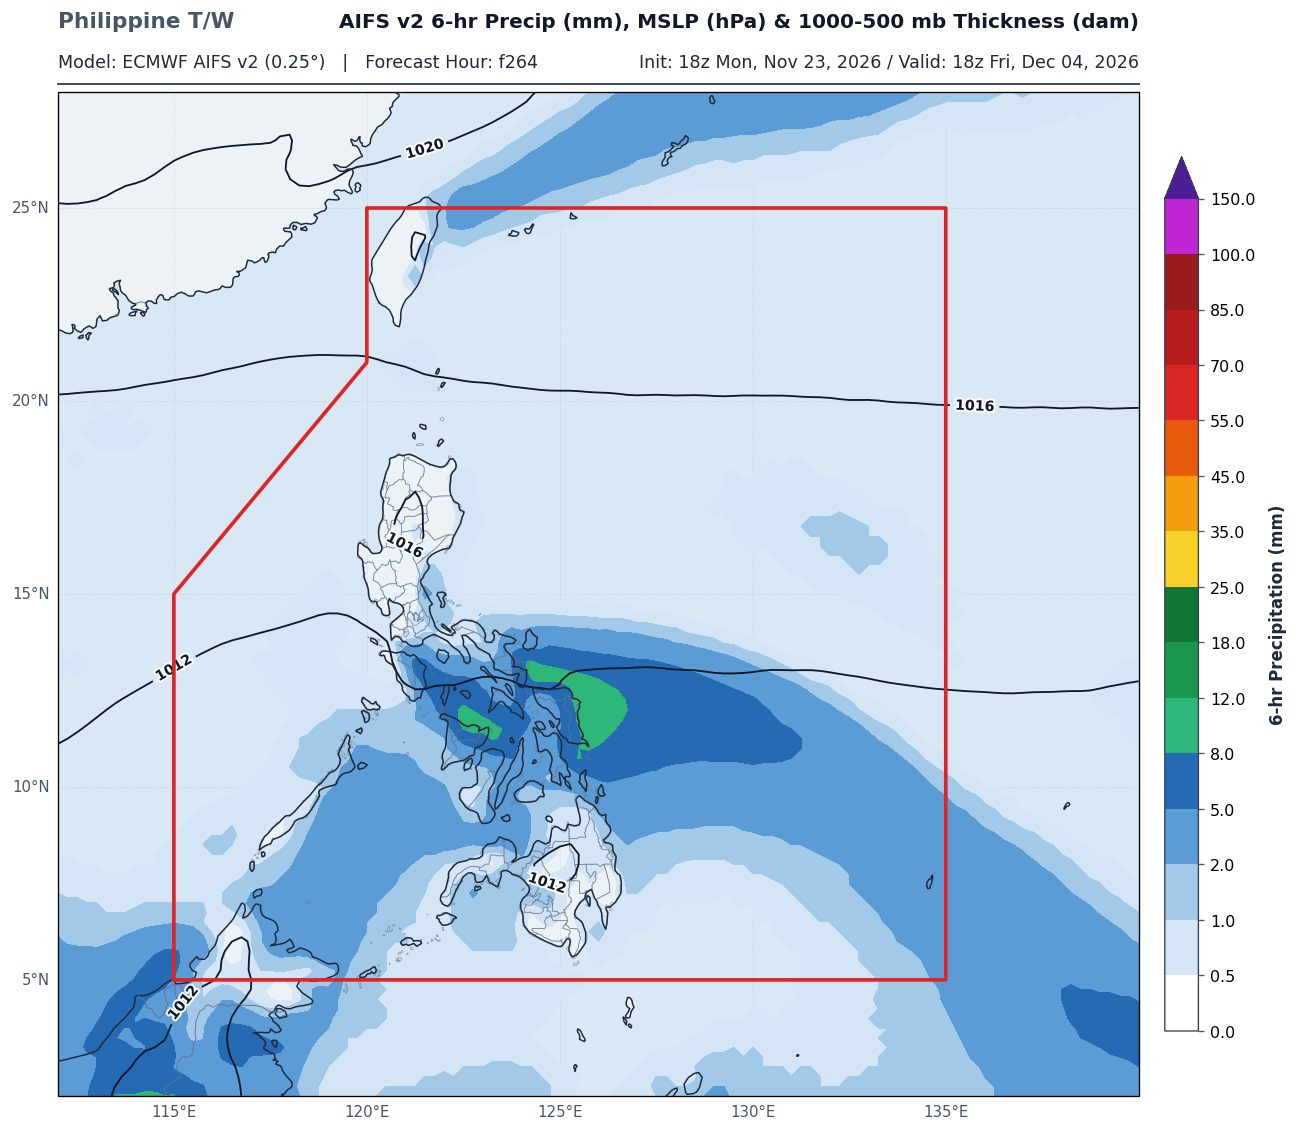 Philippine T/W
AIFS v2 6-hr Precip (mm), MSLP (hPa) & 1000-500 mb Thickness (dam)
Model: ECMWF AIFS v2 (0.25°) | Forecast Hour: f264
Init: 18z Mon, Nov 23, 2026 / Valid: 18z Fri, Dec 04, 2026
1020
25°N
20°N
1016
1016
15°N
1012
10°N
1012
5°N
1012
115°E
120°E
125°E
130°E
135°E
150.0
100.0
85.0
70.0
55.0
45.0
35.0
25.0
18.0
12.0
8.0
5.0
2.0
1.0
0.5
0.0
6-hr Precipitation (mm)